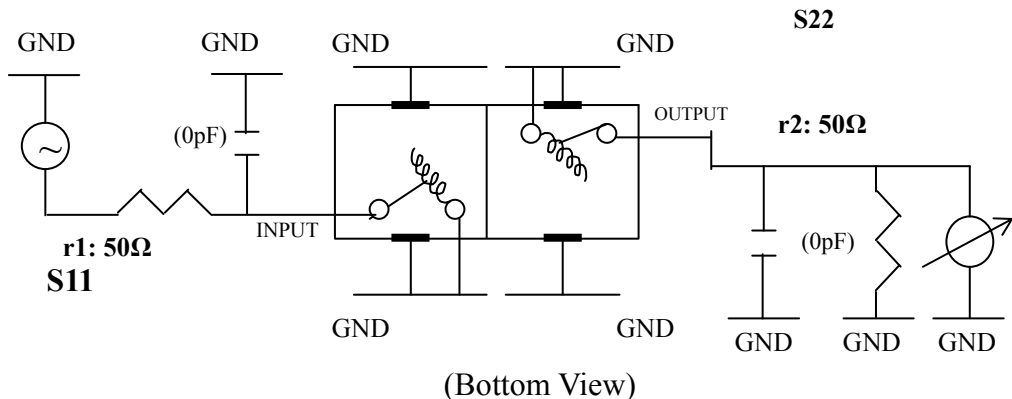 S22
GND
GND
GND
GND
(0pF)
OUTPUT
r2: 50Ω
INPUT
r1: 50Ω
S11
(0pF)
GND
GND
GND
GND
GND
(Bottom View)